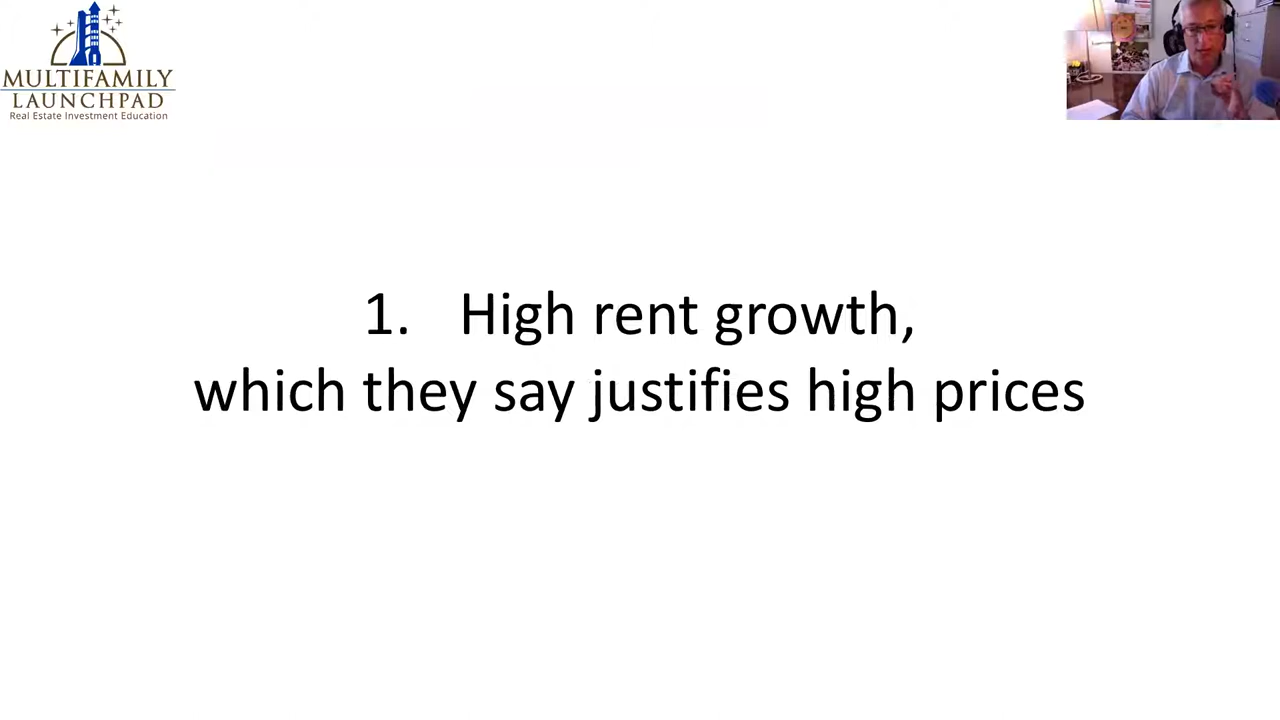 MULTIFAMILY
LAUNCHPAD
Real Estate Investment Education
1. High rent growth,
which they say justifies high prices